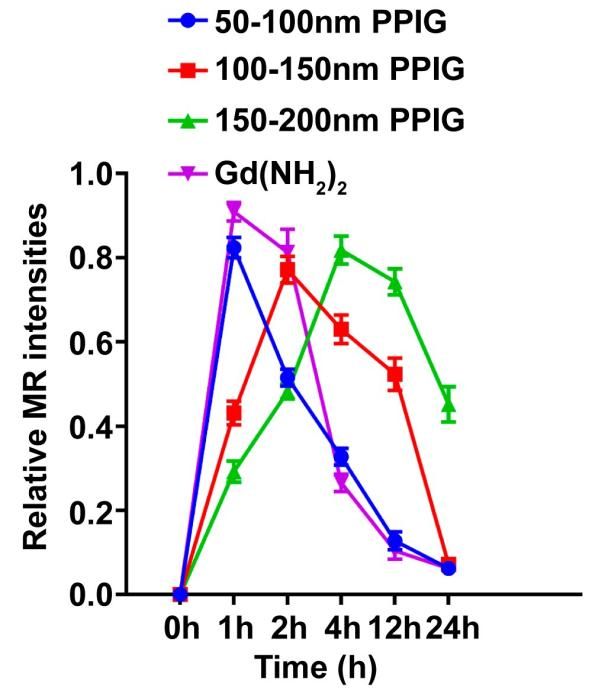 50-100nm PPIG
100-150nm PPIG
150-200nm PPIG
Gd(NH₂)₂
Relative MR intensities
1.0
0.8
0.6
0.4
0.2
0.0
0h 1h 2h 4h 12h 24h
Time (h)